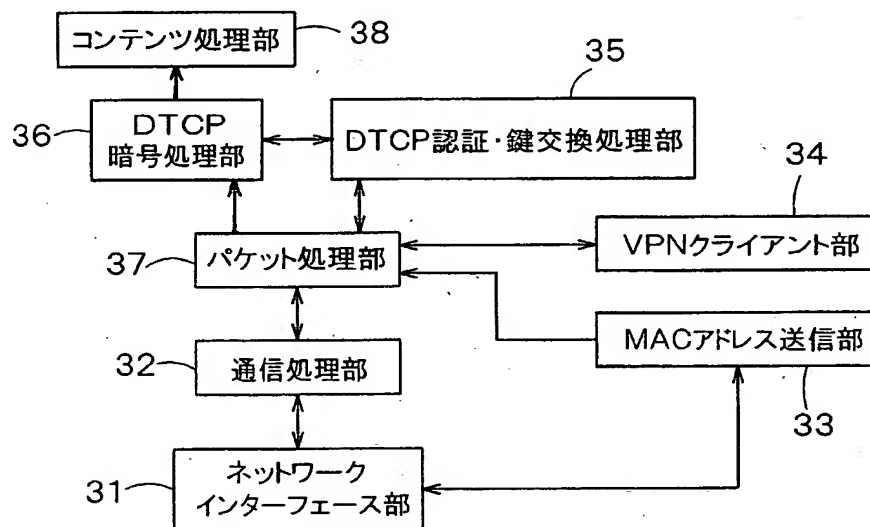 コンテンツ処理部
38
35
DTCP
暗号処理部
36
DTCP認証・鍵交換処理部
34
パケット処理部
37
VPNクライアント部
通信処理部
32
MACアドレス送信部
33
ネットワーク
インターフェース部
31